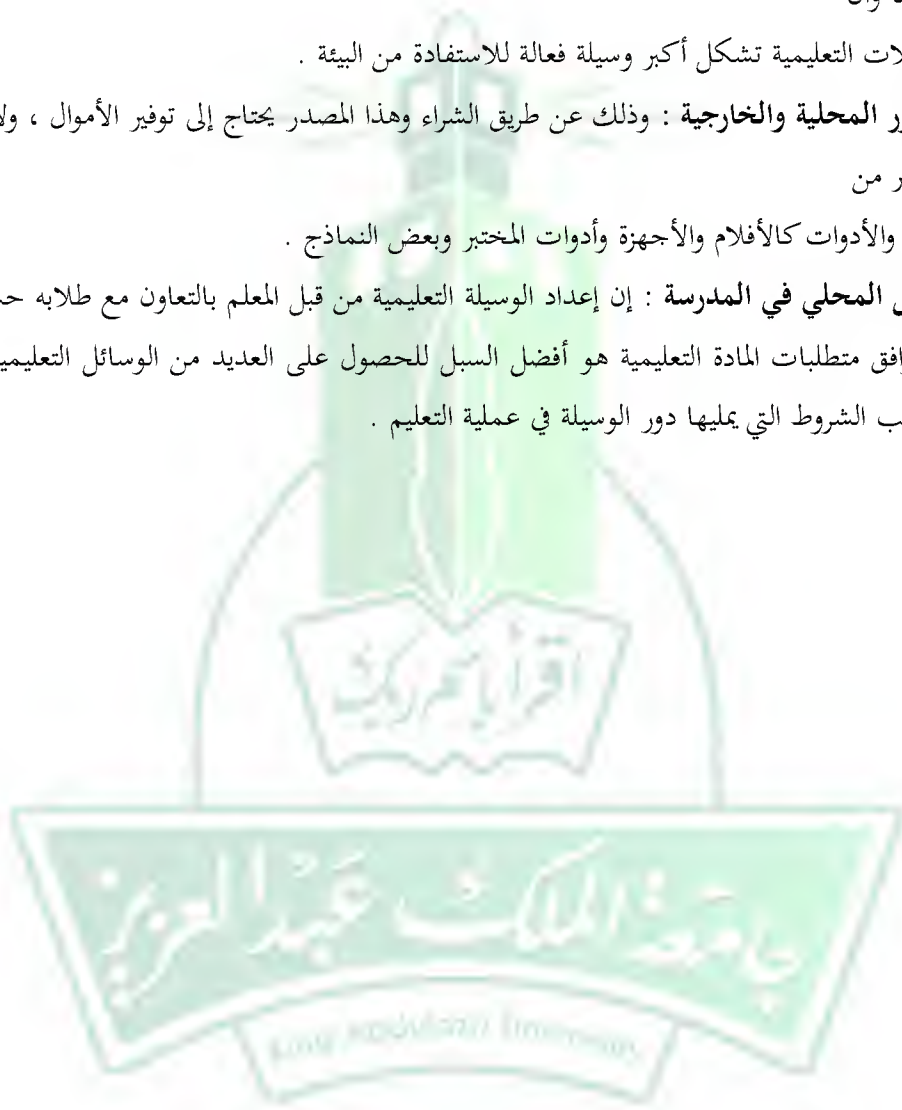 لات التعليمية تشكل أكبر وسيلة فعالة للاستفادة من البيئة .
ر المحلية والخارجية : وذلك عن طريق الشراء وهذا المصدر يحتاج إلى توفير الأموال ، ولا
ر من
والأدوات كالأفلام والأجهزة وأدوات المختبر وبعض النماذج .
المحلي في المدرسة : إن إعداد الوسيلة التعليمية من قبل المعلم بالتعاون مع طلابه
افق متطلبات المادة التعليمية هو أفضل السبل للحصول على العديد من الوسائل التعليمية
ب الشروط التي يمليها دور الوسيلة في عملية التعليم .
اقرأ باسم ربك
جامعة الملك عبد العزيز
King Abdulaziz University